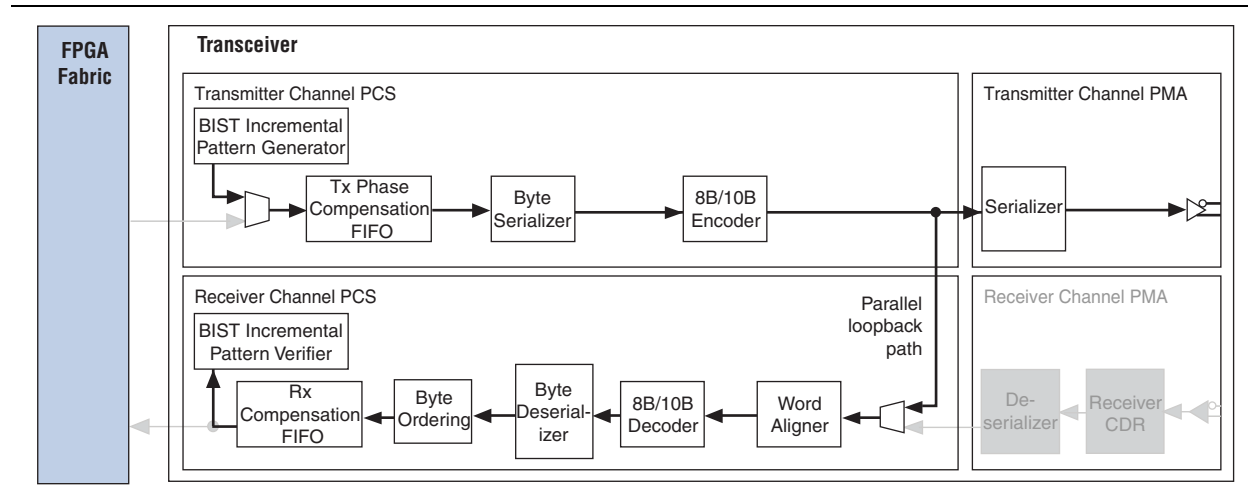 FPGA
Fabric
Transceiver
Transmitter Channel PCS
BIST Incremental
Pattern Generator
Tx Phase
Compensation
FIFO
Byte
Serializer
8B/10B
Encoder
Transmitter Channel PMA
Serializer
Receiver Channel PCS
BIST Incremental
Pattern Verifier
Rx
Compensation
FIFO
Byte
Ordering
Byte
Deserial-
izer
8B/10B
Decoder
Word
Aligner
Parallel
loopback
path
Receiver Channel PMA
De-
serializer
Receiver
CDR